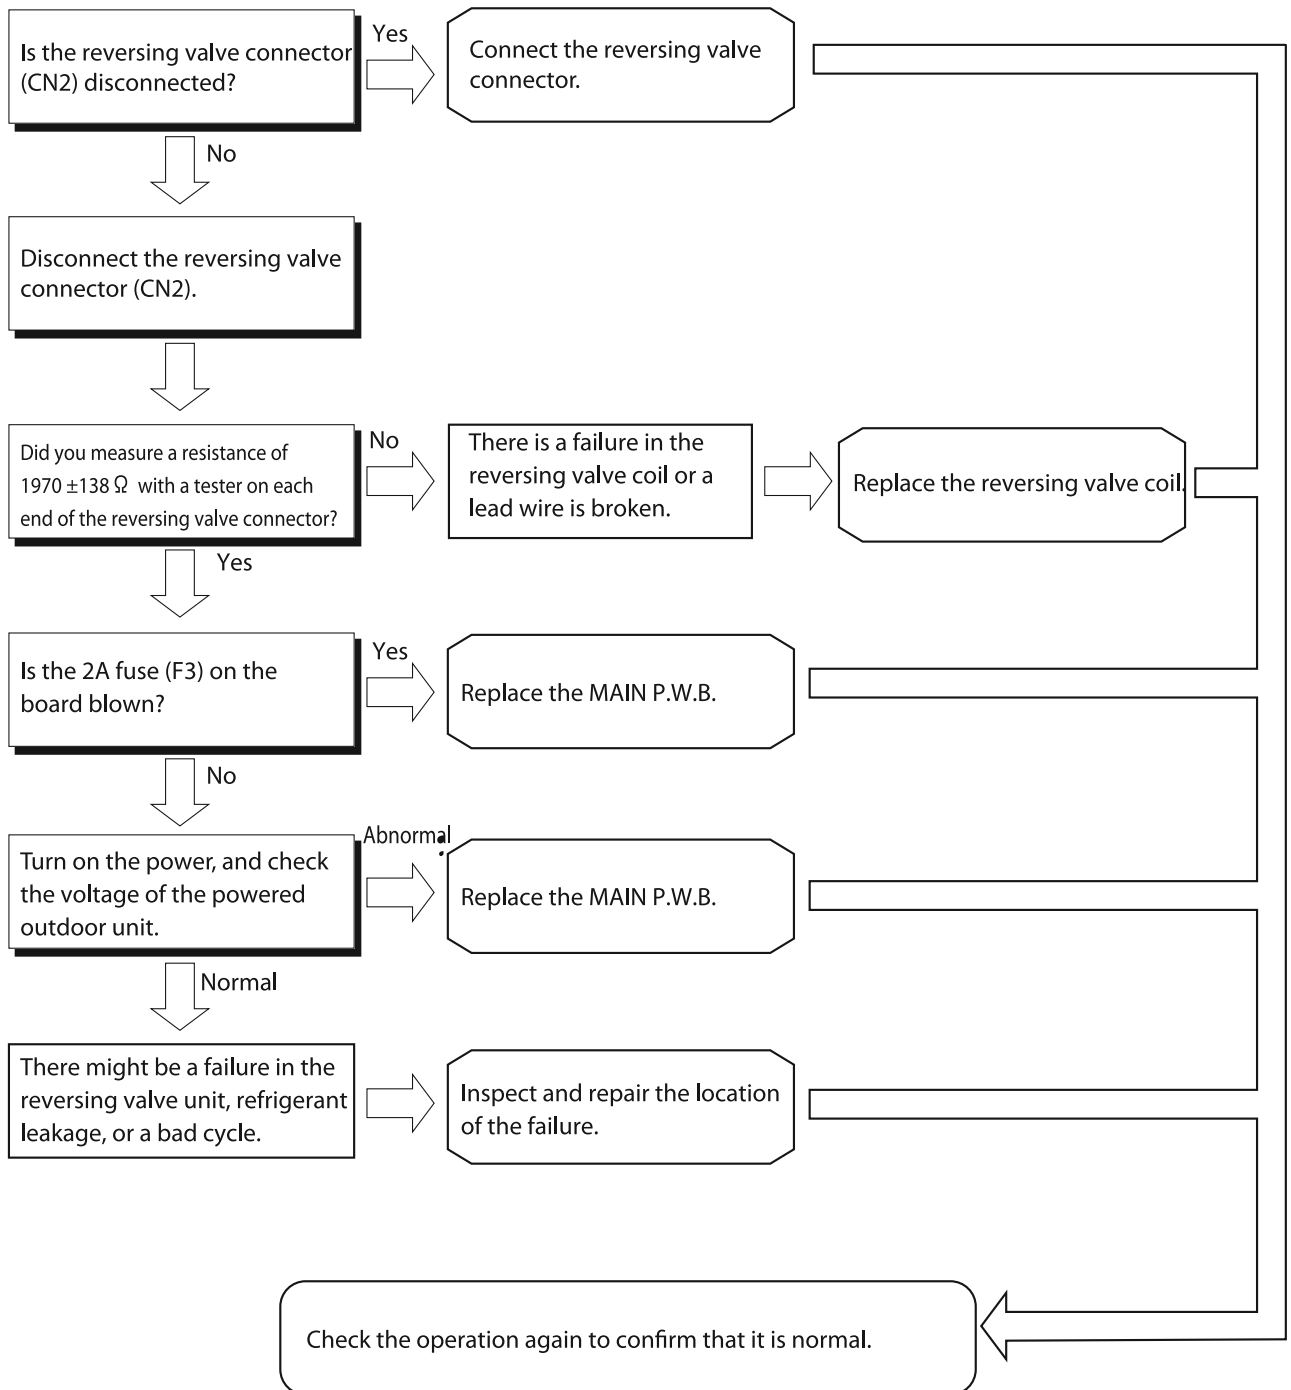 Is the reversing valve connector
(CN2) disconnected?
Yes
Connect the reversing valve
connector.
No
Disconnect the reversing valve
connector (CN2).
Did you measure a resistance of
1970 ±138 Ω with a tester on each
end of the reversing valve connector?
No
There is a failure in the
reversing valve coil or a
lead wire is broken.
Replace the reversing valve coil.
Yes
Is the 2A fuse (F3) on the
board blown?
Yes
Replace the MAIN P.W.B.
No
Turn on the power, and check
the voltage of the powered
outdoor unit.
Abnormal
Replace the MAIN P.W.B.
Normal
There might be a failure in the
reversing valve unit, refrigerant
leakage, or a bad cycle.
Inspect and repair the location
of the failure.
Check the operation again to confirm that it is normal.